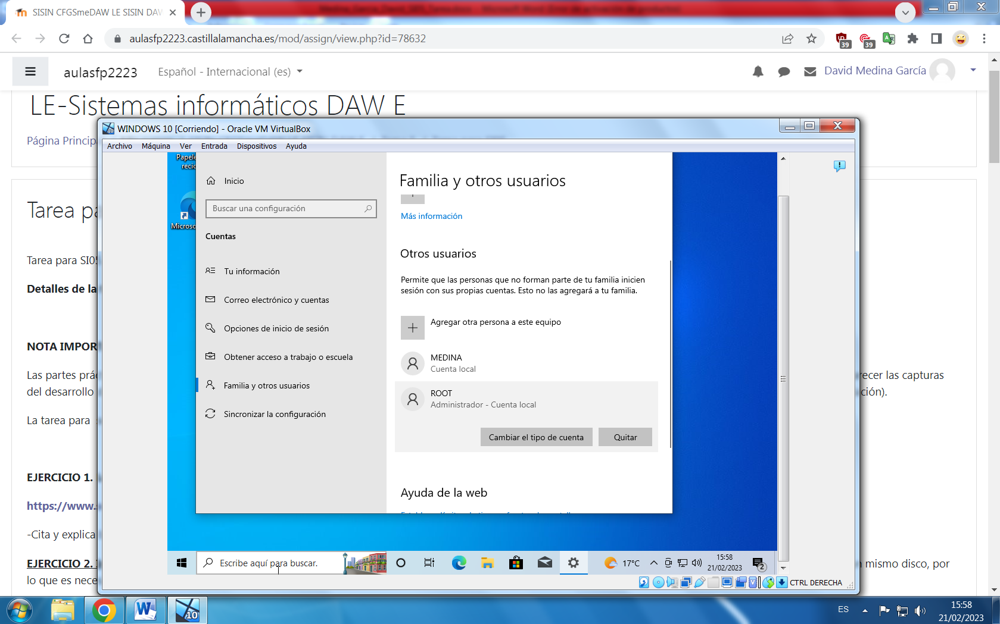 SISIN CFGSmeDAW LE SISIN DAW
aulasfp2223.castillalamancha.es/mod/assign/view.php?id=78632
39
39
aulasfp2223
Español - Internacional (es)
David Medina García
LE-Sistemas informáticos DAW E
Página Principa
WINDOWS 10 [Corriendo] - Oracle VM VirtualBox
Archivo Máquina Ver Entrada Dispositivos Ayuda
Papele
recic
Microso
Inicio
Buscar una configuración
Cuentas
Tu información
Correo electrónico y cuentas
Opciones de inicio de sesión
Obtener acceso a trabajo o escuela
Familia y otros usuarios
Sincronizar la configuración
Familia y otros usuarios
Más información
Otros usuarios
Permite que las personas que no forman parte de tu familia inicien
sesión con sus propias cuentas. Esto no las agregará a tu familia.
Agregar otra persona a este equipo
MEDINA
Cuenta local
ROOT
Administrador - Cuenta local
Cambiar el tipo de cuenta
Quitar
Ayuda de la web
Escribe aquí para buscar.
17°C
15:58
21/02/2023
2
CTRL DERECHA
Tarea pa
Tarea para SI05
Detalles de la
NOTA IMPOR
Las partes prác
recer las capturas
del desarrollo
ción).
La tarea para
EJERCICIO 1.
https://www.s
-Cita y explica
EJERCICIO 2.
n mismo disco, por
lo que es nece
ES
15:58
21/02/2023